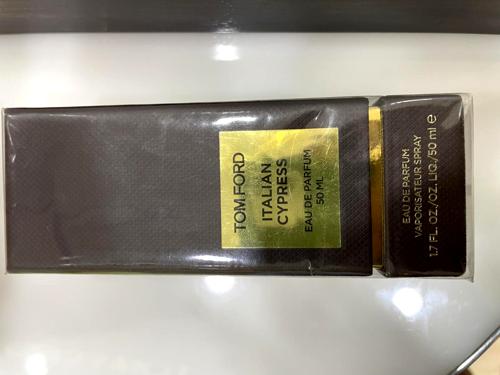 TOM FORD
ITALIAN
CYPRESS
EAU DE PARFUM
50 ML
EAU DE PARFUM
VAPORISATEUR SPRAY
1.7 FL. OZ./OZ. LIQ./50 ml e